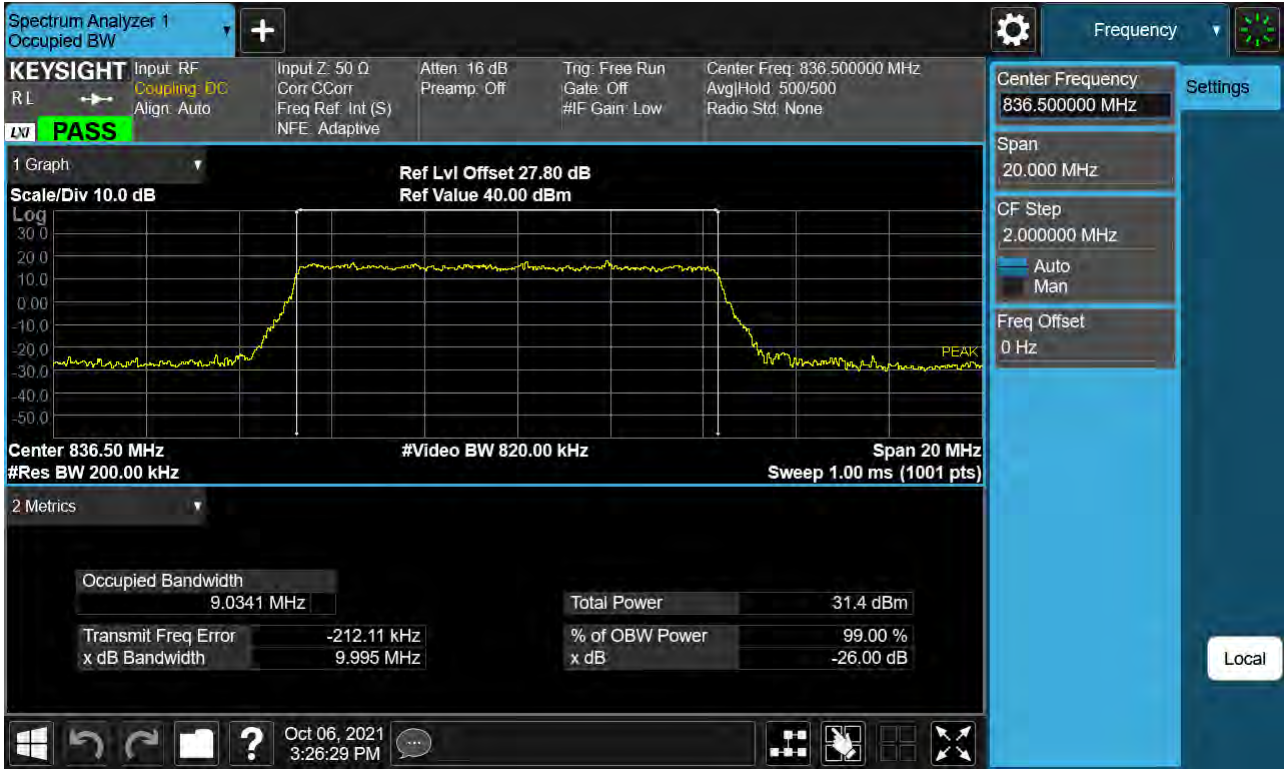 Spectrum Analyzer 1
Occupied BW
Frequency
KEYSIGHT
R L
LXI
PASS
Input: RF
Coupling: DC
Align: Auto
Input Z: 50 Ω
Corr CCorr
Freq Ref: Int (S)
NFE: Adaptive
Atten: 16 dB
Preamp: Off
Trig: Free Run
Gate: Off
#IF Gain: Low
Center Freq: 836.500000 MHz
Avg|Hold: 500/500
Radio Std: None
1 Graph
Scale/Div 10.0 dB
Ref Lvl Offset 27.80 dB
Ref Value 40.00 dBm
Log
30.0
20.0
10.0
0.00
-10.0
-20.0
-30.0
-40.0
-50.0
PEAK
Center 836.50 MHz
#Video BW 820.00 kHz
Span 20 MHz
#Res BW 200.00 kHz
Sweep 1.00 ms (1001 pts)
2 Metrics
Occupied Bandwidth
9.0341 MHz
Transmit Freq Error -212.11 kHz
x dB Bandwidth 9.995 MHz
Total Power 31.4 dBm
% of OBW Power 99.00 %
x dB -26.00 dB
Oct 06, 2021
3:26:29 PM
Center Frequency
836.500000 MHz
Span
20.000 MHz
CF Step
2.000000 MHz
Auto
Man
Freq Offset
0 Hz
Settings
Local